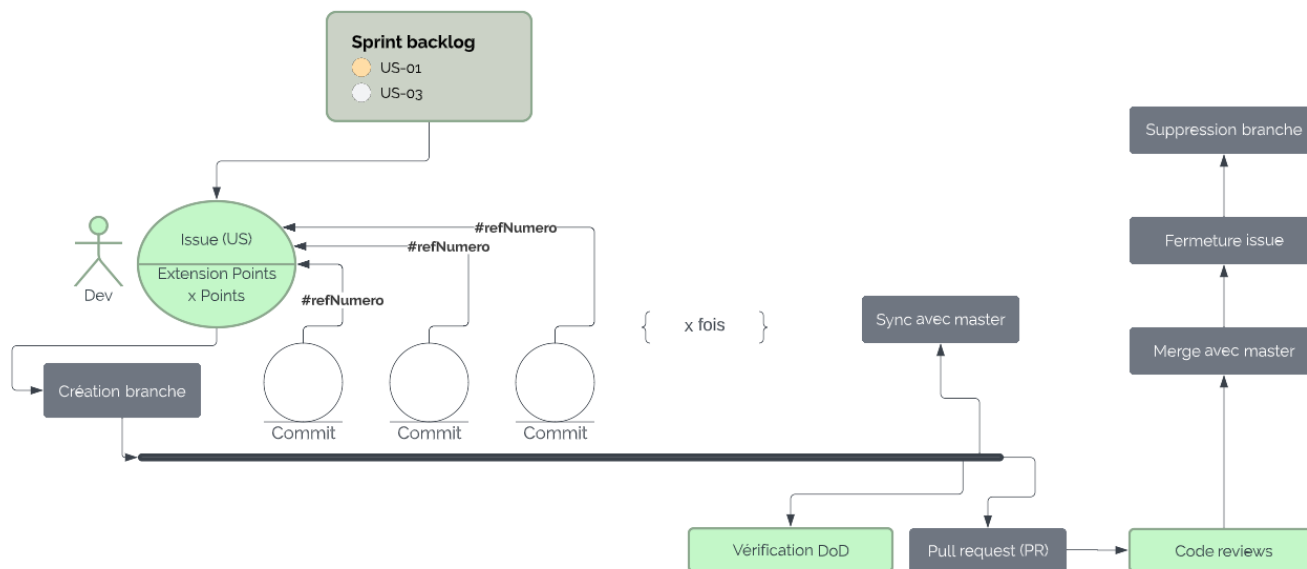 Sprint backlog
US-01
US-03
Suppression branche
#refNumero
Issue (US)
#refNumero
Fermeture issue
Extension Points
x Points
Dev
#refNumero
{ x fois }
Sync avec master
Merge avec master
Création branche
Commit
Commit
Commit
Vérification DoD
Pull request (PR)
Code reviews